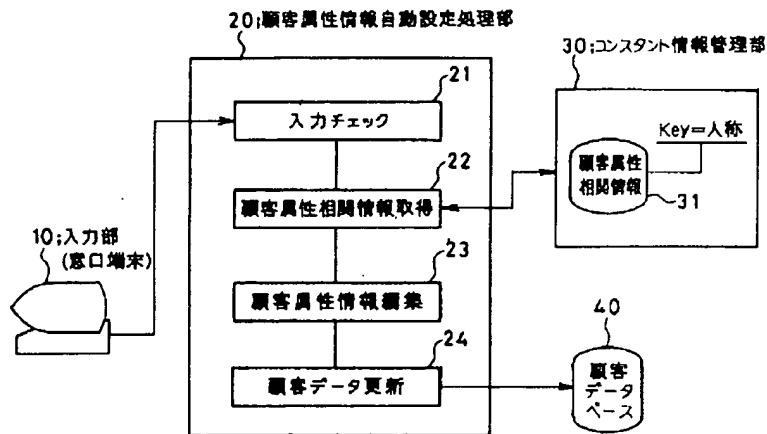 20;顧客属性情報自動設定処理部
30;コンスタント情報管理部
21
入力チェック
Key=人称
22
顧客属性
相関情報
31
顧客属性相関情報取得
10;入力部
(窓口端末)
23
顧客属性情報編集
24
40
顧客データ更新
顧客
データ
ベース